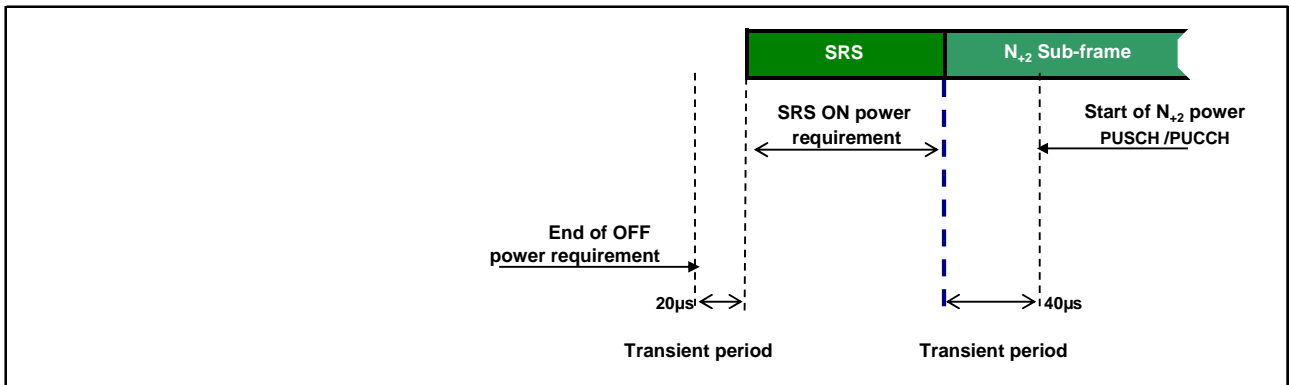 SRS
N+2 Sub-frame
SRS ON power
requirement
Start of N+2 power
PUSCH /PUCCH
End of OFF
power requirement
20µs
40µs
Transient period
Transient period